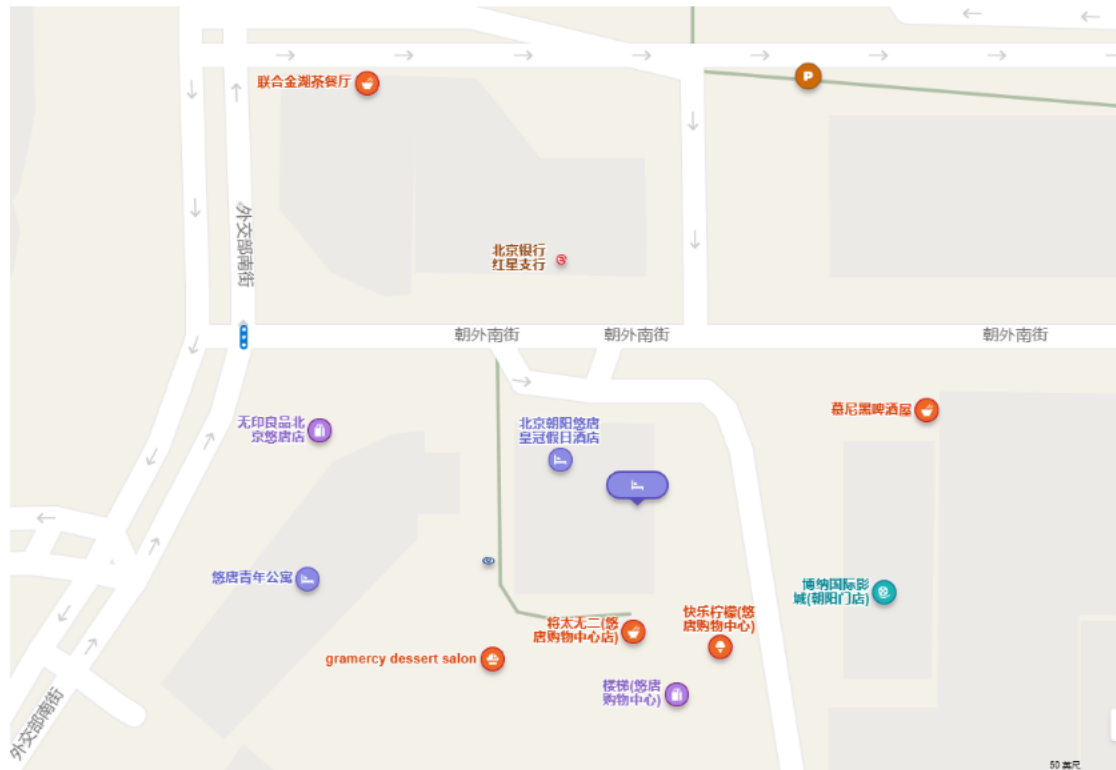 联合金湖茶餐厅
P
外交部南街
北京银行
红星支行
朝外南街
朝外南街
朝外南街
无印良品北
京悠唐店
北京朝阳悠唐
皇冠假日酒店
慕尼黑啤酒屋
悠唐青年公寓
博纳国际影
城(朝阳门店)
将太无二(悠
唐购物中心店)
快乐柠檬(悠
唐购物中心)
gramercy dessert salon
楼梯(悠唐
购物中心)
外交部南街
50 英尺